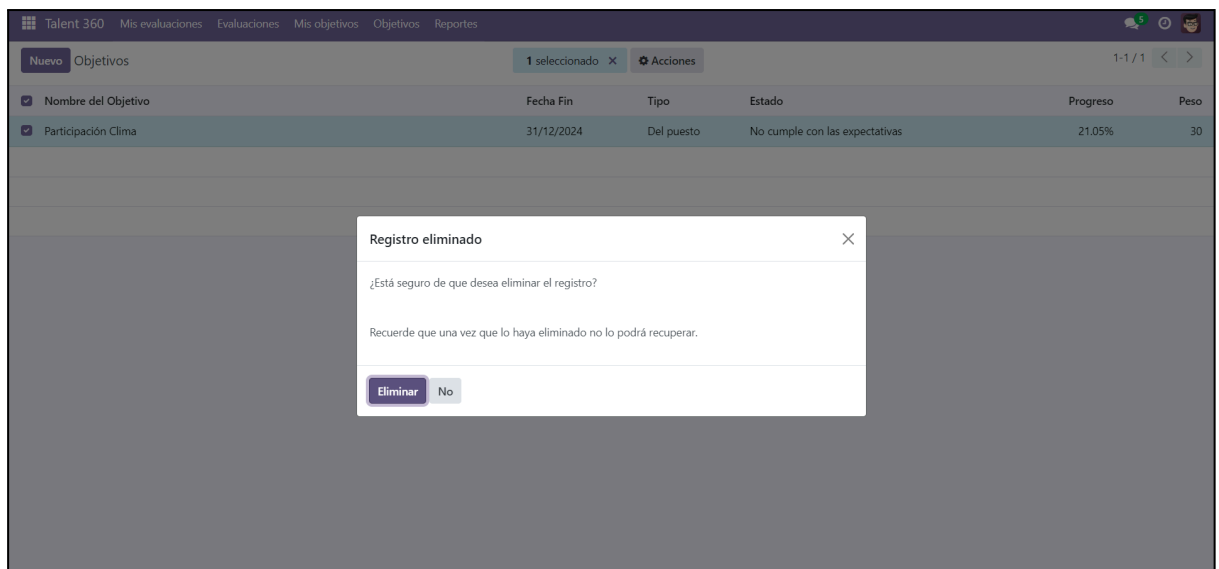 Talent 360 Mis evaluaciones Evaluaciones Mis objetivos Objetivos Reportes 5
Nuevo Objetivos 1 seleccionado × Acciones 1-1 / 1 < >
Nombre del Objetivo Fecha Fin Tipo Estado Progreso Peso
Participación Clima 31/12/2024 Del puesto No cumple con las expectativas 21.05% 30
Registro eliminado
¿Está seguro de que desea eliminar el registro?
Recuerde que una vez que lo haya eliminado no lo podrá recuperar.
Eliminar No